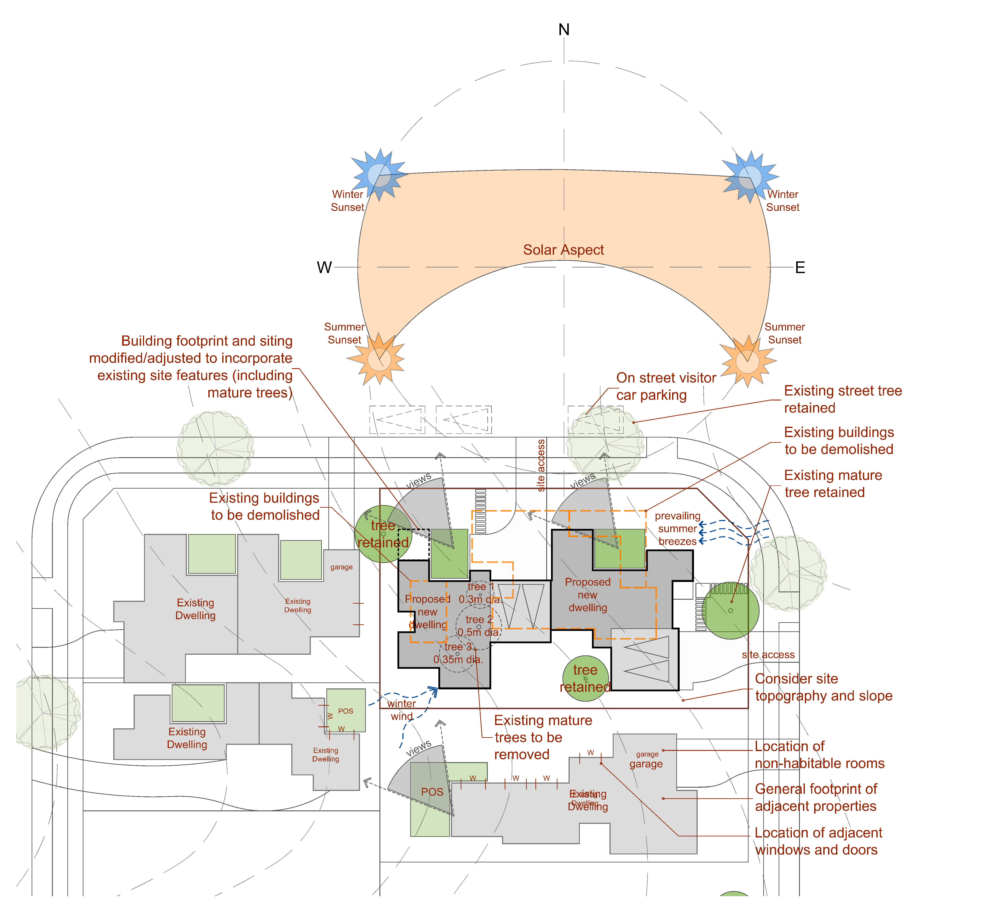 N
Winter
Sunset
Winter
Sunset
Solar Aspect
W
E
Summer
Sunset
Summer
Sunset
Building footprint and siting
modified/adjusted to incorporate
existing site features (including
mature trees)
On street visitor
car parking
Existing street tree
retained
Existing buildings
to be demolished
site access
views
views
Existing mature
tree retained
Existing buildings
to be demolished
prevailing
summer
breezes
tree
retained
garage
Existing
Dwelling
Existing
Dwelling
Proposed
new
dwelling
tree 1
0.3m dia.
tree 2
0.5m dia.
tree 3
0.35m dia.
Proposed
new
dwelling
site access
tree
retained
Consider site
topography and slope
winter
wind
POS
W
W
Existing
Dwelling
Existing
Dwelling
Existing mature
trees to be
removed
views
POS
W
W
W
W
garage
garage
Existing
Dwelling
Existing
Dwelling
Location of
non-habitable rooms
General footprint of
adjacent properties
Location of adjacent
windows and doors